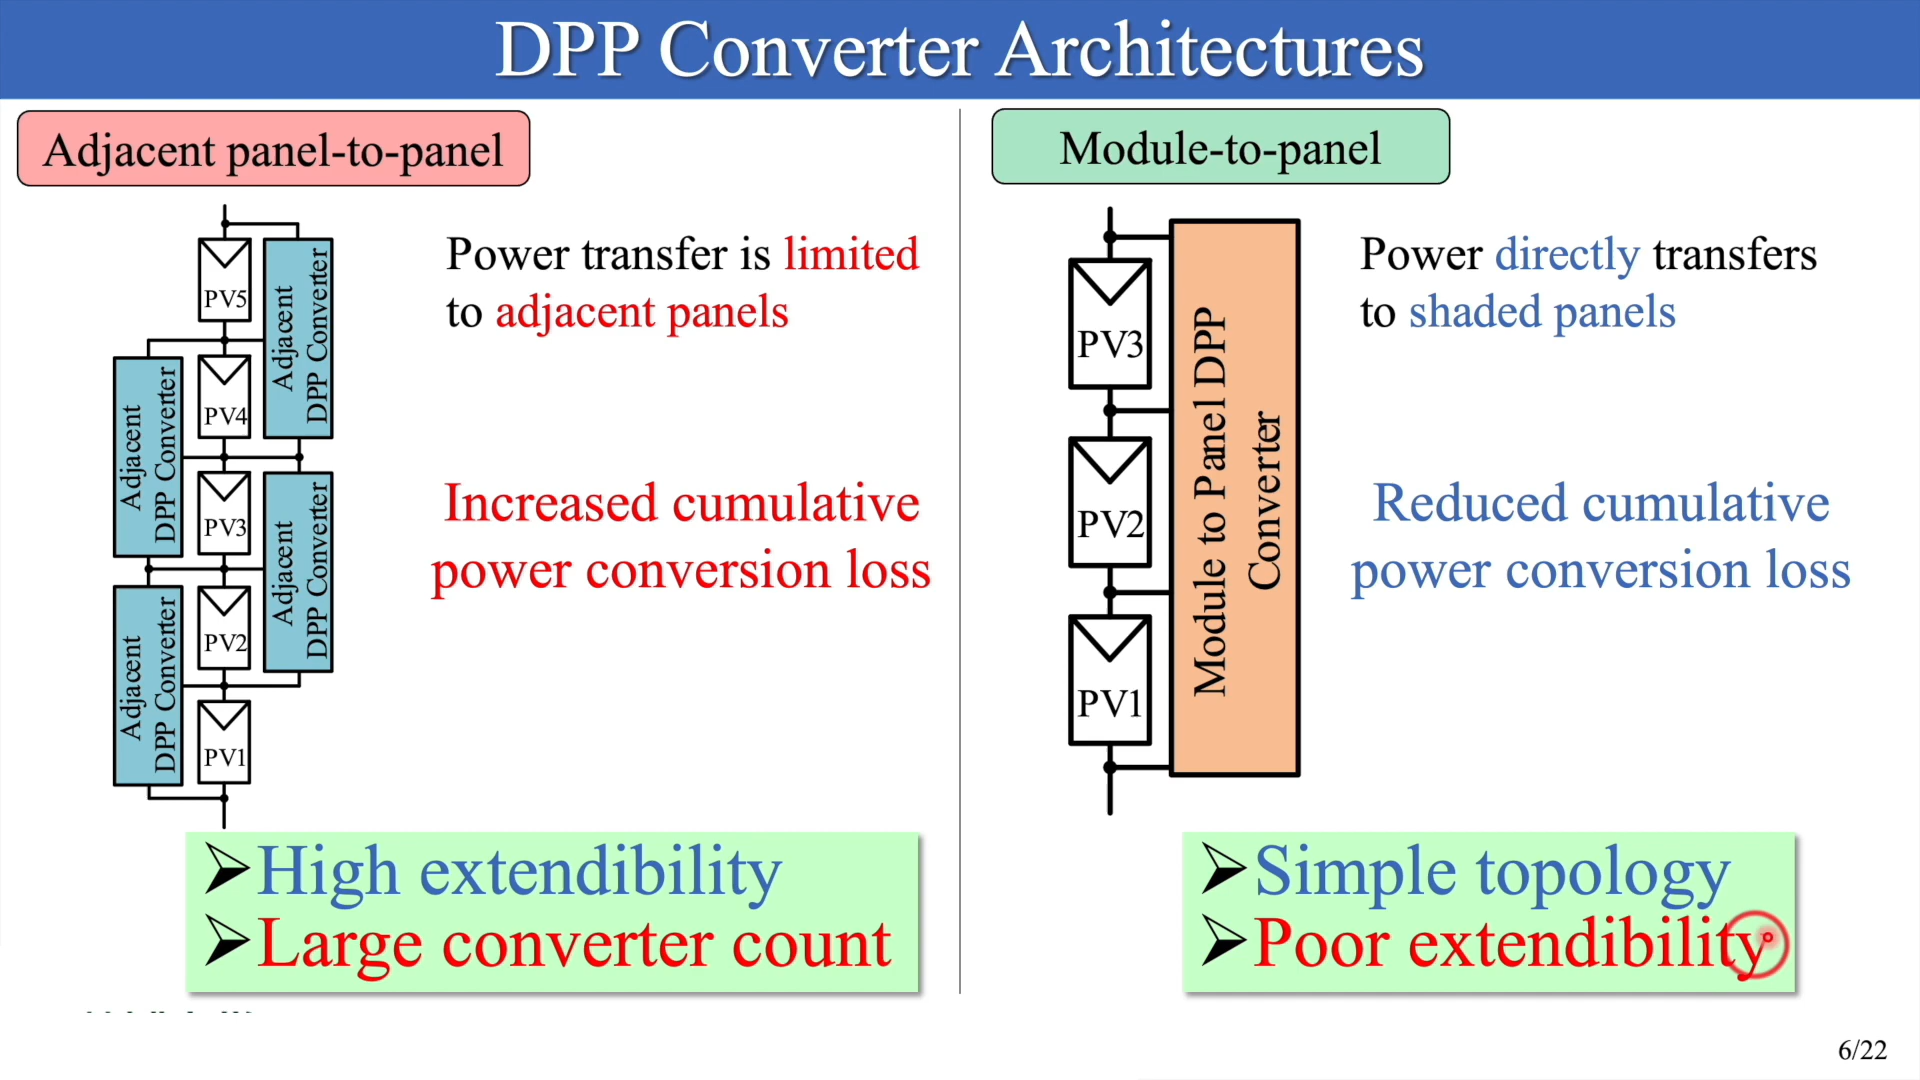 DPP Converter Architectures
Adjacent panel-to-panel
PV5
PV4
PV3
PV2
PV1
Adjacent
DPP Converter
Adjacent
DPP Converter
Adjacent
DPP Converter
Adjacent
DPP Converter
Power transfer is limited
to adjacent panels
Increased cumulative
power conversion loss
➢High extendibility
➢Large converter count
Module-to-panel
PV3
PV2
PV1
Module to Panel DPP
Converter
Power directly transfers
to shaded panels
Reduced cumulative
power conversion loss
➢Simple topology
➢Poor extendibility
6/22